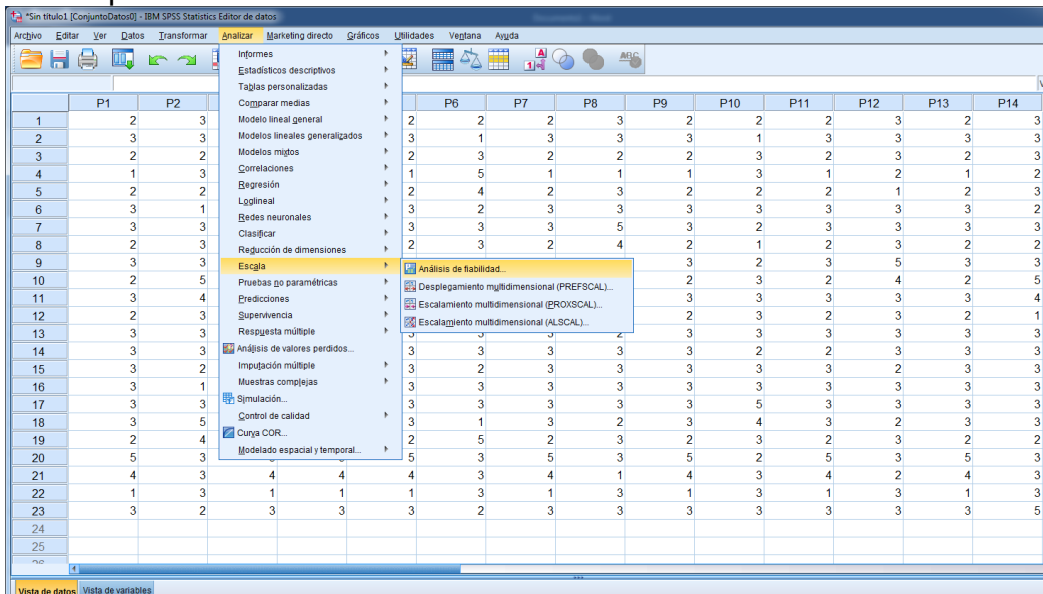 *Sin título1 [ConjuntoDatos0] - IBM SPSS Statistics Editor de datos
Archivo Editar Ver Datos Transformar Analizar Marketing directo Gráficos Utilidades Ventana Ayuda
Informes
Estadísticos descriptivos
Tablas personalizadas
Comparar medias
Modelo lineal general
Modelos lineales generalizados
Modelos mixtos
Correlaciones
Regresión
Loglineal
Redes neuronales
Clasificar
Reducción de dimensiones
Escala
Pruebas no paramétricas
Predicciones
Supervivencia
Respuesta múltiple
Análisis de valores perdidos...
Imputación múltiple
Muestras complejas
Simulación...
Control de calidad
Curva COR...
Modelado espacial y temporal...
Análisis de fiabilidad...
Desplegamiento multidimensional (PREFSCAL)...
Escalamiento multidimensional (PROXSCAL)...
Escalamiento multidimensional (ALSCAL)...
P1 P2 P6 P7 P8 P9 P10 P11 P12 P13 P14
1 2 3 2 2 2 3 2 2 2 3 2 3
2 3 3 3 1 3 3 3 1 3 3 3 3
3 2 2 2 3 2 2 2 3 2 3 2 3
4 1 3 1 5 1 1 1 3 1 2 1 2
5 2 2 2 4 2 3 2 2 2 1 2 3
6 3 1 3 2 3 3 3 3 3 3 3 2
7 3 3 3 3 3 5 3 2 3 3 3 3
8 2 3 2 3 2 4 2 1 2 3 2 3
9 3 3 3 2 3 5 3 3
10 2 5 2 3 2 4 2 5
11 3 4 3 3 3 3 3 4
12 2 3 2 3 2 3 2 1
13 3 3 3 3 3 2 3 3 3 3 3 3
14 3 3 3 3 3 3 3 2 2 3 3 3
15 3 2 3 2 3 3 3 3 3 2 3 3
16 3 1 3 3 3 3 3 3 3 3 3 3
17 3 3 3 3 3 3 3 5 3 3 3 3
18 3 5 3 1 3 2 3 4 3 2 3 3
19 2 4 2 5 2 3 2 3 2 3 2 2
20 5 3 5 3 5 3 5 2 5 3 5 3
21 4 3 4 4 4 3 4 1 4 3 4 2 4 3
22 1 3 1 1 1 3 1 3 1 3 1 3 1 3
23 3 2 3 3 3 2 3 3 3 3 3 3 3 5
24
25
Vista de datos Vista de variables